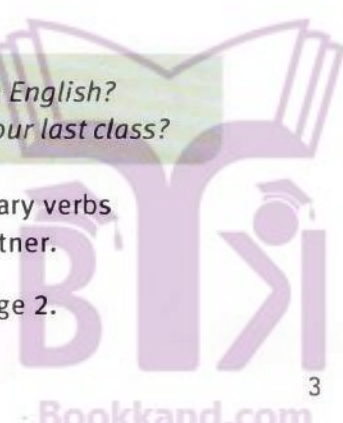 English?
our last class?
ary verbs
tner.
ge 2.
3
Bookkand.com